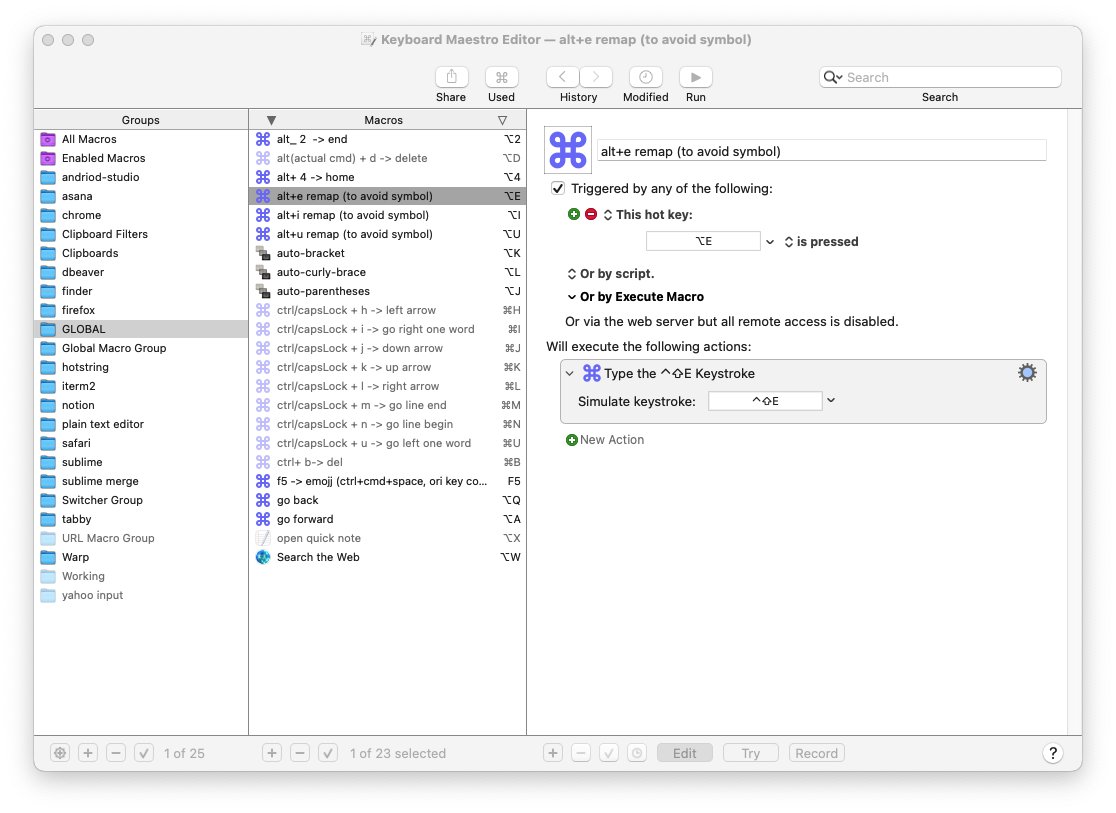 Keyboard Maestro Editor — alt+e remap (to avoid symbol)
Share
Used
History
Modified
Run
Search
Search
Groups
All Macros
Enabled Macros
andriod-studio
asana
chrome
Clipboard Filters
Clipboards
dbeaver
finder
firefox
GLOBAL
Global Macro Group
hotstring
iterm2
notion
plain text editor
safari
sublime
sublime merge
Switcher Group
tabby
URL Macro Group
Warp
Working
yahoo input
1 of 25
Macros
alt_ 2 -> end ⌥2
alt(actual cmd) + d -> delete ⌥D
alt+ 4 -> home ⌥4
alt+e remap (to avoid symbol) ⌥E
alt+i remap (to avoid symbol) ⌥I
alt+u remap (to avoid symbol) ⌥U
auto-bracket ⌥K
auto-curly-brace ⌥L
auto-parentheses ⌥J
ctrl/capsLock + h -> left arrow ⌘H
ctrl/capsLock + i -> go right one word ⌘I
ctrl/capsLock + j -> down arrow ⌘J
ctrl/capsLock + k -> up arrow ⌘K
ctrl/capsLock + l -> right arrow ⌘L
ctrl/capsLock + m -> go line end ⌘M
ctrl/capsLock + n -> go line begin ⌘N
ctrl/capsLock + u -> go left one word ⌘U
ctrl+ b-> del ⌘B
f5 -> emojj (ctrl+cmd+space, ori key co... F5
go back ⌥Q
go forward ⌥A
open quick note ⌥X
Search the Web ⌥W
1 of 23 selected
alt+e remap (to avoid symbol)
Triggered by any of the following:
This hot key:
⌥E is pressed
Or by script.
Or by Execute Macro
Or via the web server but all remote access is disabled.
Will execute the following actions:
Type the ^⇧E Keystroke
Simulate keystroke: ^⇧E
New Action
Edit
Try
Record
?